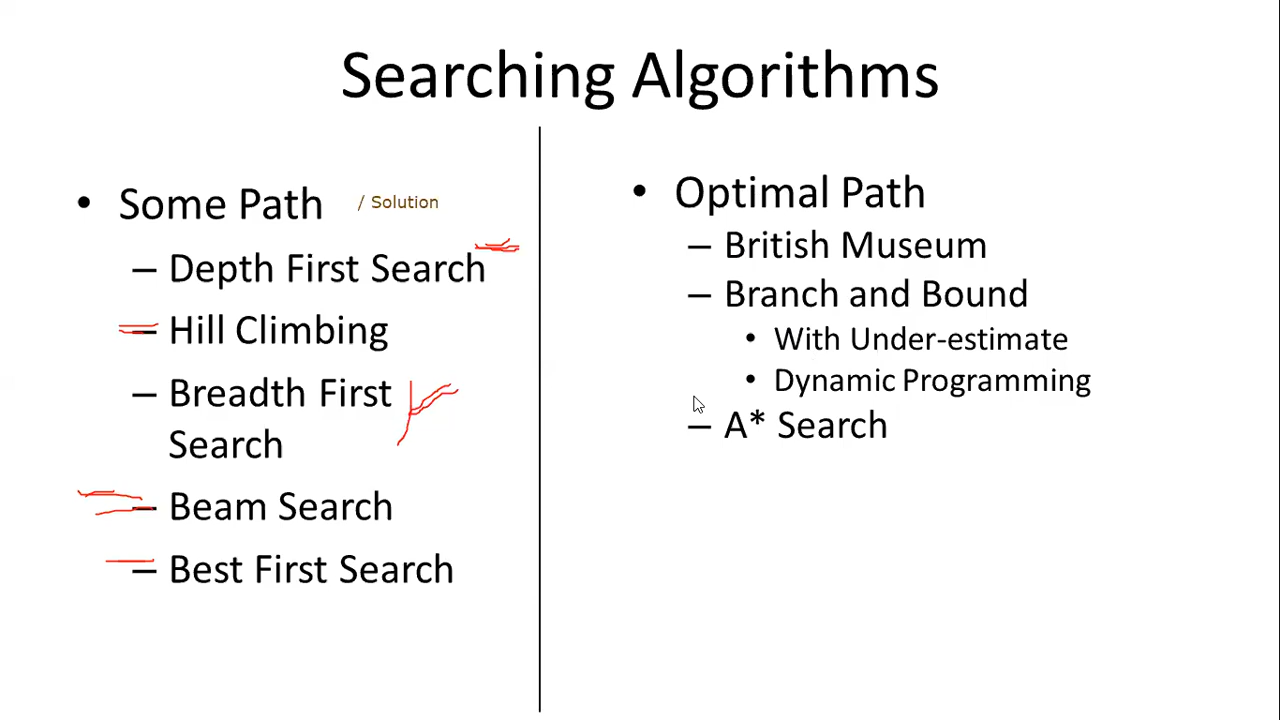 Searching Algorithms
• Some Path / Solution
– Depth First Search
– Hill Climbing
– Breadth First
Search
– Beam Search
– Best First Search
• Optimal Path
– British Museum
– Branch and Bound
• With Under-estimate
• Dynamic Programming
– A* Search